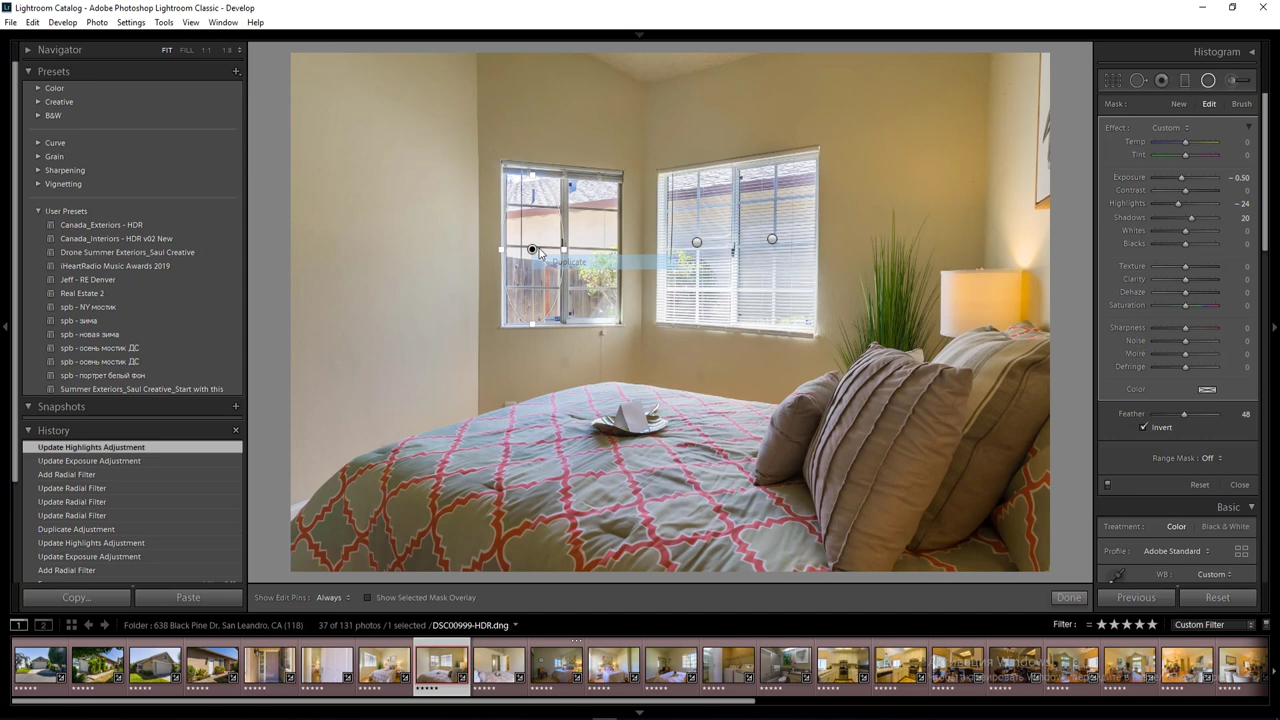 Lightroom Catalog - Adobe Photoshop Lightroom Classic - Develop
File Edit Develop Photo Settings Tools View Window Help
Navigator FIT FILL 1:1 1:8
Presets
Color
Creative
B&W
Curve
Grain
Sharpening
Vignetting
User Presets
Canada_Exteriors - HDR
Canada_Interiors - HDR v02 New
Drone Summer Exteriors_Saul Creative
iHeartRadio Music Awards 2019
Jeff - RE Denver
Real Estate 2
spb - NY мостик
spb - зима
spb - новая зима
spb - осень мостик ДС
spb - осень мостик ДС
spb - портрет белый фон
Summer Exteriors_Saul Creative_Start with this
Snapshots
History
Update Highlights Adjustment
Update Exposure Adjustment
Add Radial Filter
Update Radial Filter
Update Radial Filter
Update Radial Filter
Duplicate Adjustment
Update Highlights Adjustment
Update Exposure Adjustment
Add Radial Filter
Copy... Paste
Duplicate
Show Edit Pins : Always Show Selected Mask Overlay Done
Histogram
Mask : New Edit Brush
Effect : Custom
Temp 0
Tint 0
Exposure – 0.50
Contrast 0
Highlights – 24
Shadows 20
Whites 0
Blacks 0
Texture 0
Clarity 0
Dehaze 0
Saturation 0
Sharpness 0
Noise 0
Moire 0
Defringe 0
Color
Feather 48
Invert
Range Mask : Off
Reset Close
Basic
Treatment : Color Black & White
Profile : Adobe Standard
WB : Custom
Previous Reset
1 2 Folder : 638 Black Pine Dr, San Leandro, CA (118) 37 of 131 photos / 1 selected / DSC00999-HDR.dng Filter : = ★★★★★ Custom Filter
Активация Windows